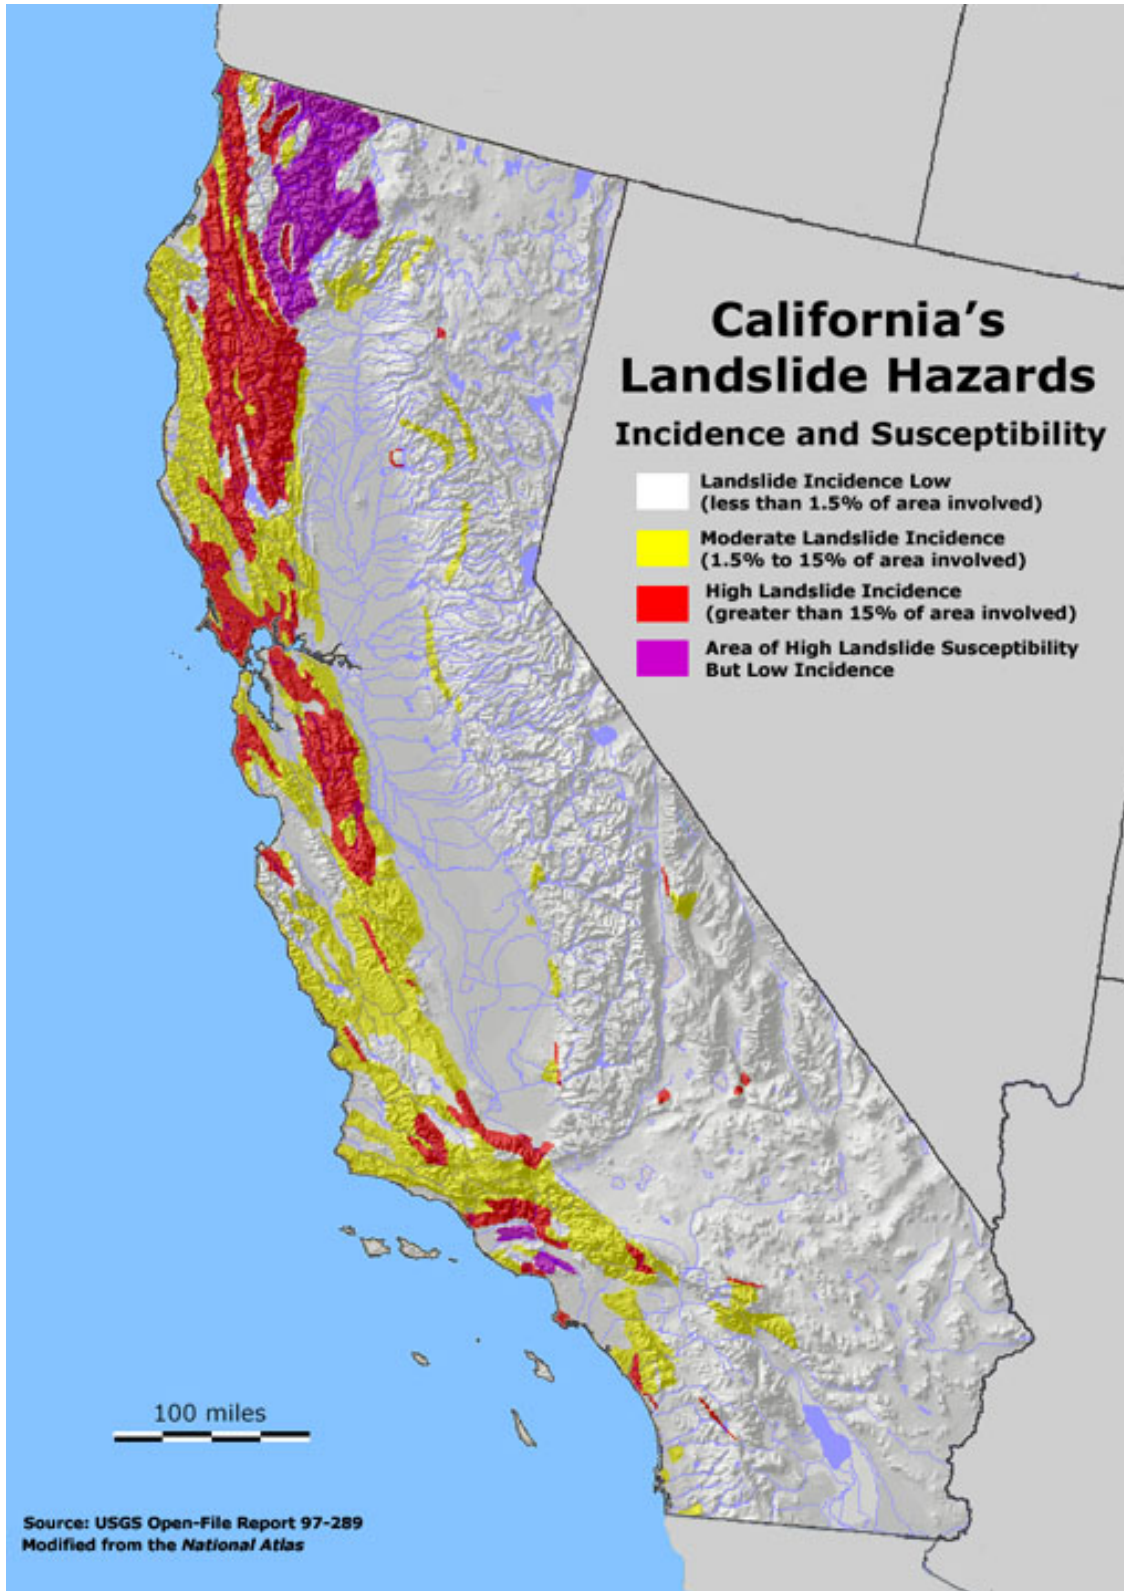 California's
Landslide Hazards
Incidence and Susceptibility
Landslide Incidence Low
(less than 1.5% of area involved)
Moderate Landslide Incidence
(1.5% to 15% of area involved)
High Landslide Incidence
(greater than 15% of area involved)
Area of High Landslide Susceptibility
But Low Incidence
100 miles
Source: USGS Open-File Report 97-289
Modified from the National Atlas